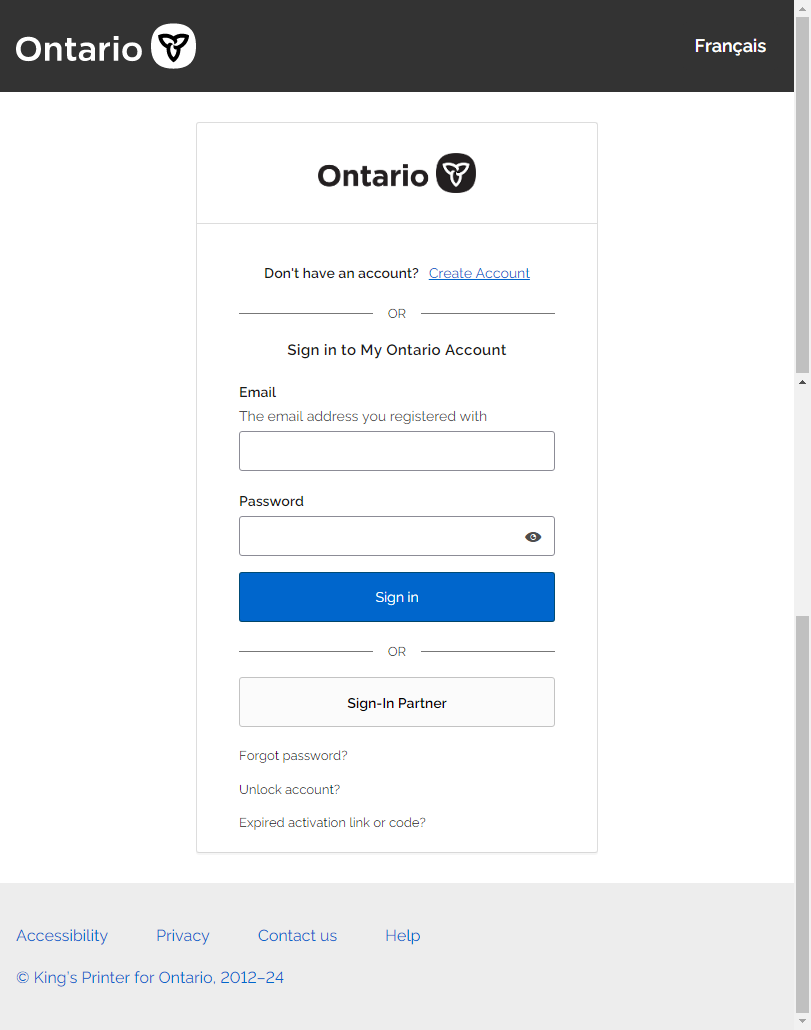 Ontario
Français
Ontario
Don't have an account? Create Account
OR
Sign in to My Ontario Account
Email
The email address you registered with
Password
Sign in
OR
Sign-In Partner
Forgot password?
Unlock account?
Expired activation link or code?
Accessibility Privacy Contact us Help
© King's Printer for Ontario, 2012–24